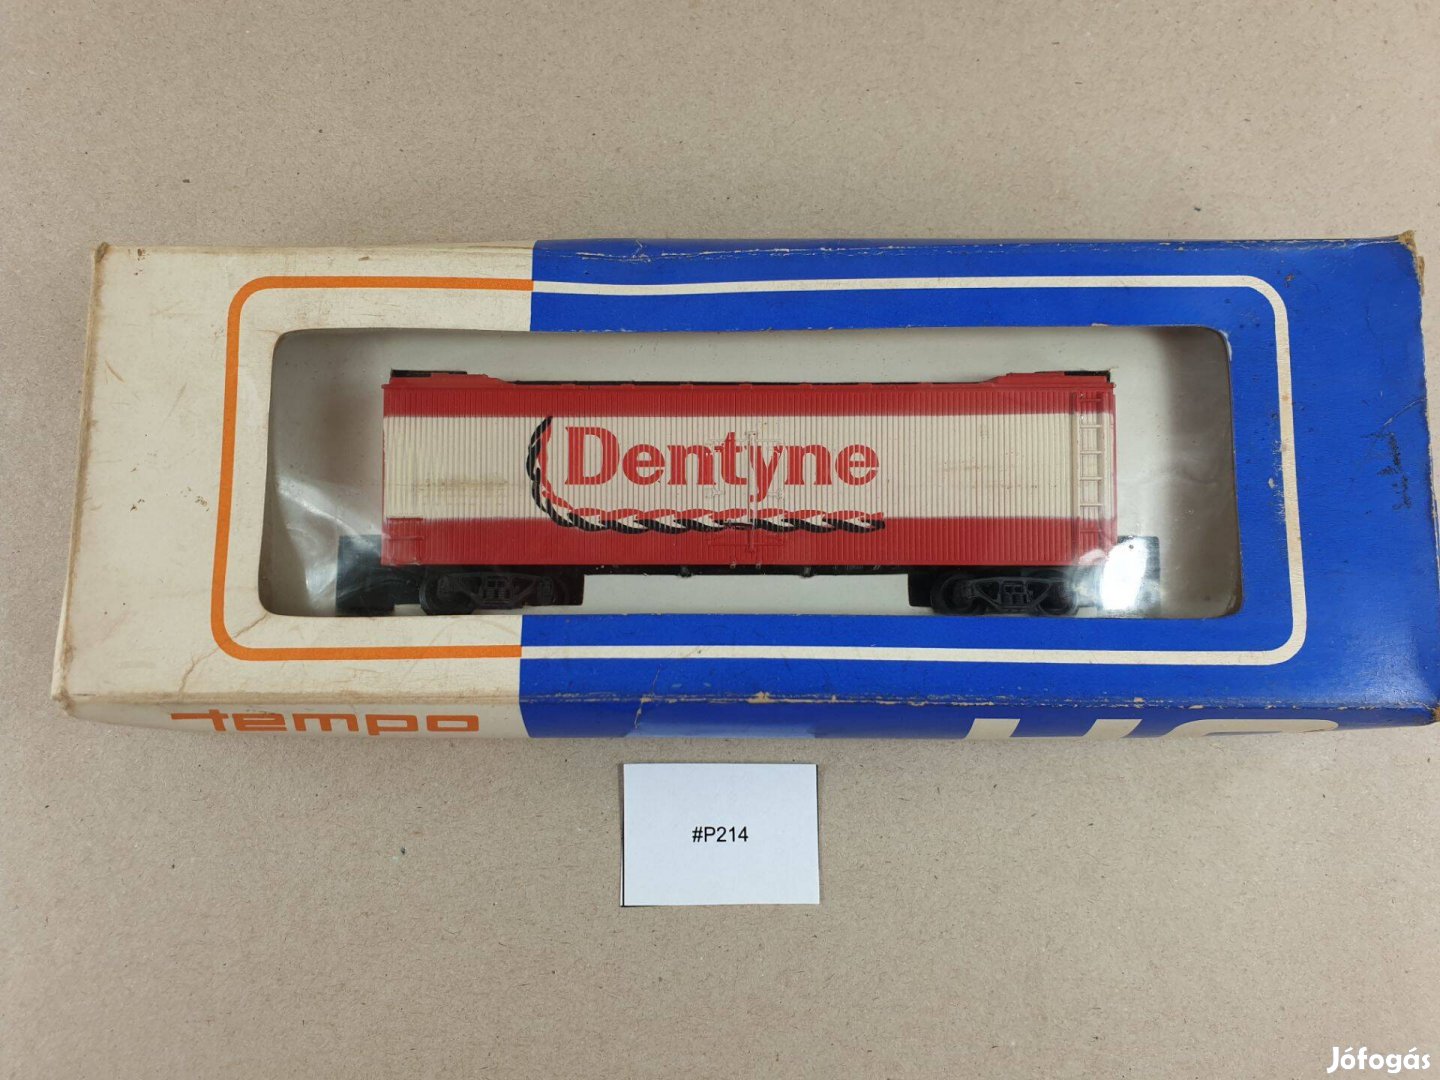 Dentyne
tempo
#P214
Jófogás